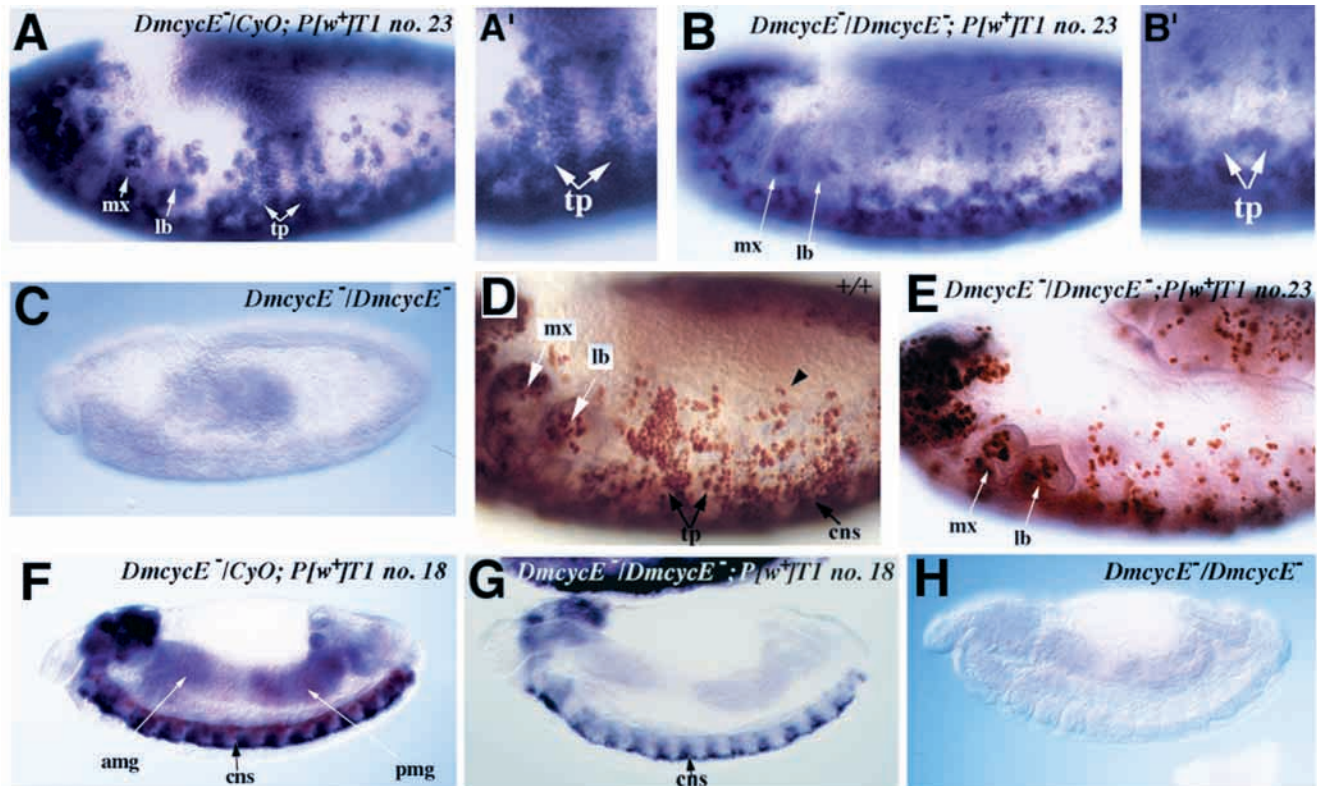 A
DmcycE⁻/CyO; P[w⁺]T1 no. 23
mx
lb
tp
A'
tp
B
DmcycE⁻/DmcycE⁻; P[w⁺]T1 no. 23
mx
lb
B'
tp
C
DmcycE⁻/DmcycE⁻
D
+/+
mx
lb
tp
cns
E
DmcycE⁻/DmcycE⁻;P[w⁺]T1 no.23
mx
lb
F
DmcycE⁻/CyO; P[w⁺]T1 no. 18
amg
cns
pmg
G
DmcycE⁻/DmcycE⁻;P[w⁺]T1 no. 18
cns
H
DmcycE⁻/DmcycE⁻